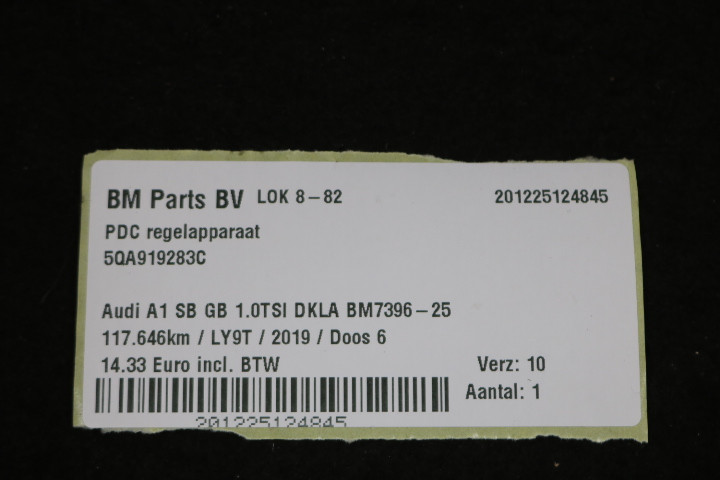 BM Parts BV LOK 8-82 201225124845
PDC regelapparaat
5QA919283C
Audi A1 SB GB 1.0TSI DKLA BM7396-25
117.646km / LY9T / 2019 / Doos 6
14.33 Euro incl. BTW Verz: 10
Aantal: 1
201225124845